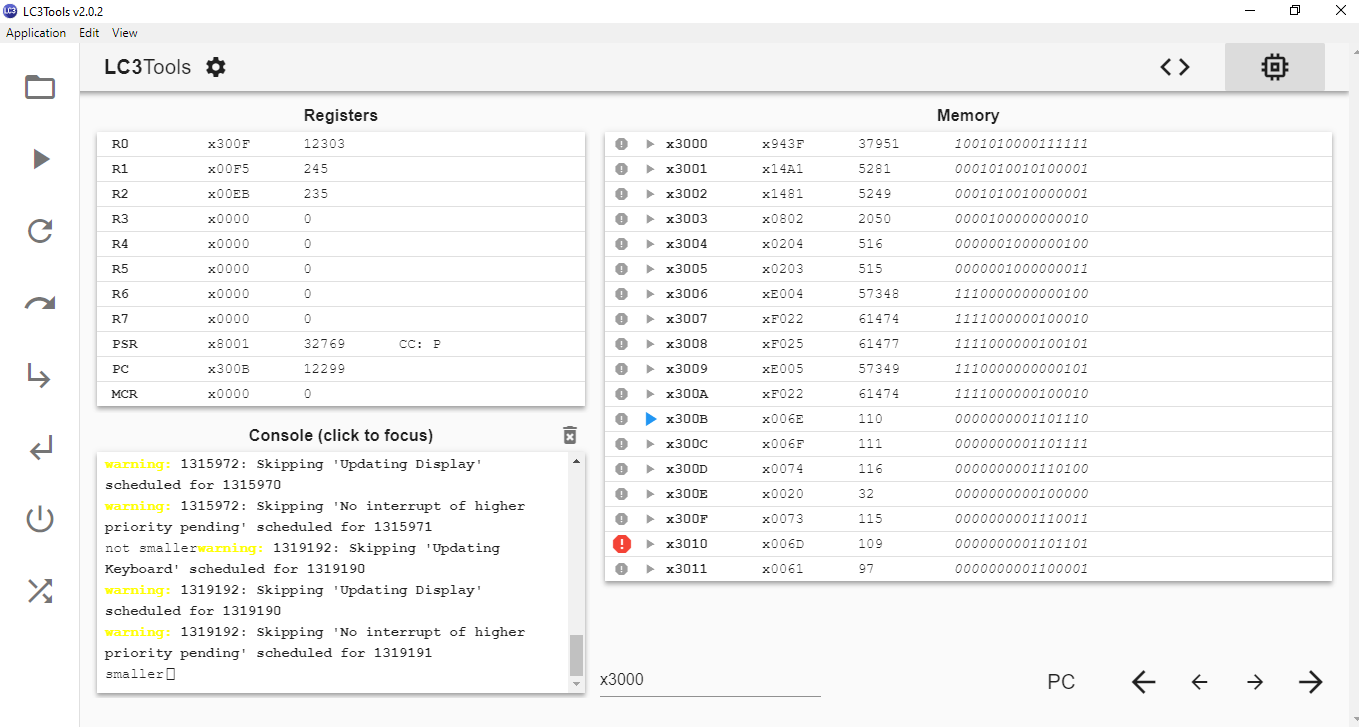 LC3Tools v2.0.2
Application Edit View
LC3Tools
Registers
R0 x300F 12303
R1 x00F5 245
R2 x00EB 235
R3 x0000 0
R4 x0000 0
R5 x0000 0
R6 x0000 0
R7 x0000 0
PSR x8001 32769 CC: P
PC x300B 12299
MCR x0000 0
Console (click to focus)
warning: 1315972: Skipping 'Updating Display'
scheduled for 1315970
warning: 1315972: Skipping 'No interrupt of higher
priority pending' scheduled for 1315971
not smallerwarning: 1319192: Skipping 'Updating
Keyboard' scheduled for 1319190
warning: 1319192: Skipping 'Updating Display'
scheduled for 1319190
warning: 1319192: Skipping 'No interrupt of higher
priority pending' scheduled for 1319191
smaller
Memory
x3000 x943F 37951 1001010000111111
x3001 x14A1 5281 0001010010100001
x3002 x1481 5249 0001010010000001
x3003 x0802 2050 0000100000000010
x3004 x0204 516 0000001000000100
x3005 x0203 515 0000001000000011
x3006 xE004 57348 1110000000000100
x3007 xF022 61474 1111000000100010
x3008 xF025 61477 1111000000100101
x3009 xE005 57349 1110000000000101
x300A xF022 61474 1111000000100010
x300B x006E 110 0000000001101110
x300C x006F 111 0000000001101111
x300D x0074 116 0000000001110100
x300E x0020 32 0000000000100000
x300F x0073 115 0000000001110011
x3010 x006D 109 0000000001101101
x3011 x0061 97 0000000001100001
x3000
PC